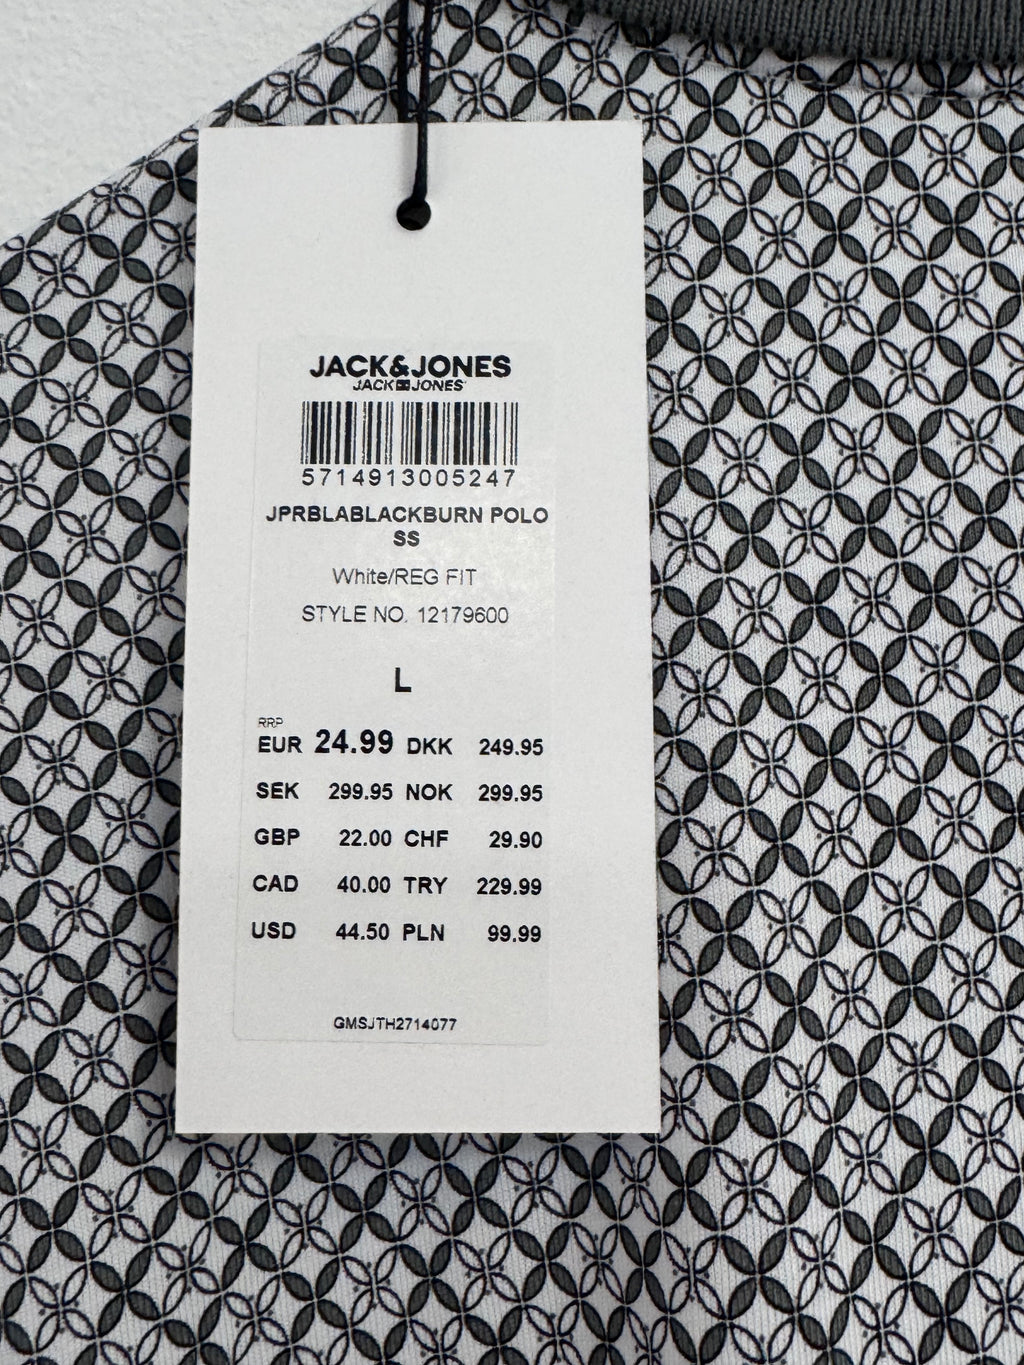 JACK&JONES
JACK JONES
5714913005247
JPRBLABLACKBURN POLO
SS
White/REG FIT
STYLE NO. 12179600
L
RRP
EUR 24.99 DKK 249.95
SEK 299.95 NOK 299.95
GBP 22.00 CHF 29.90
CAD 40.00 TRY 229.99
USD 44.50 PLN 99.99
GMSJTH2714077